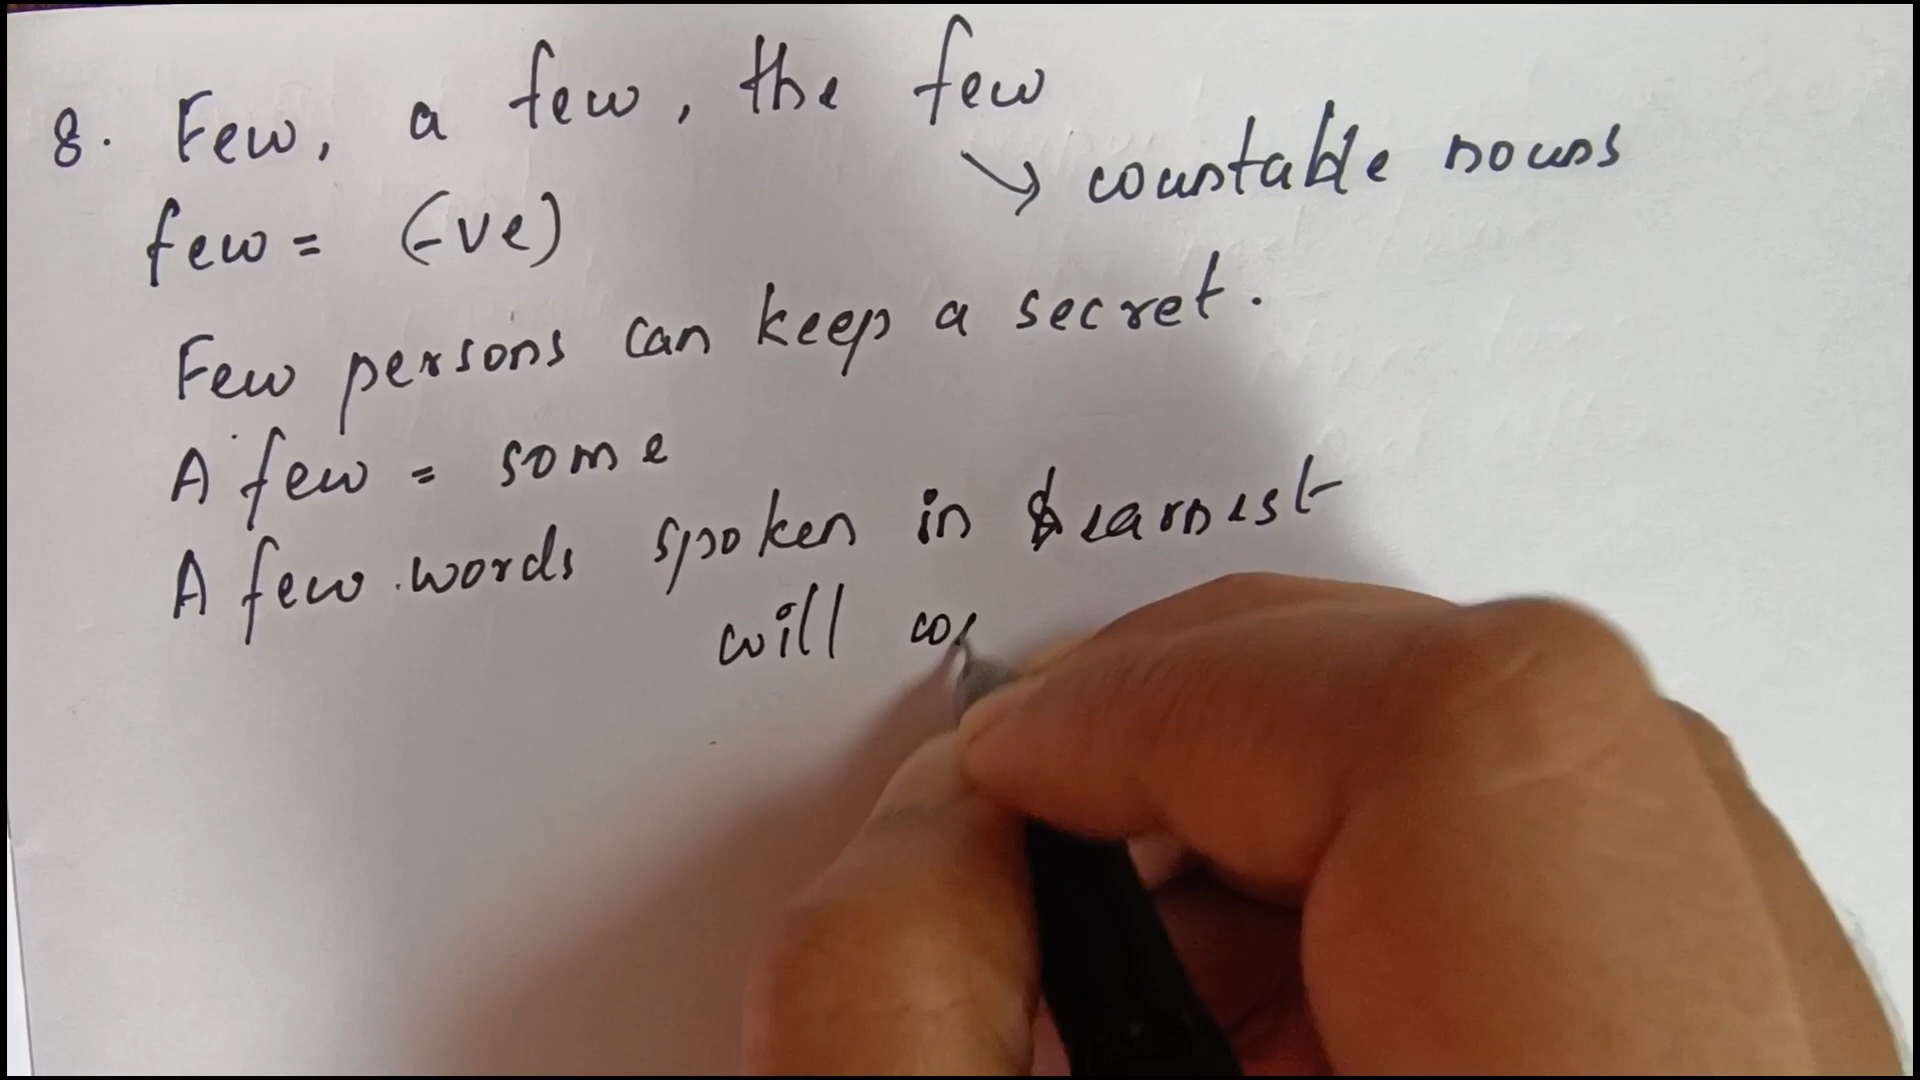 8. Few, a few, the few
↘ countable nouns
few = (-ve)
Few persons can keep a secret.
A few = some
A few words spoken in earnest
will